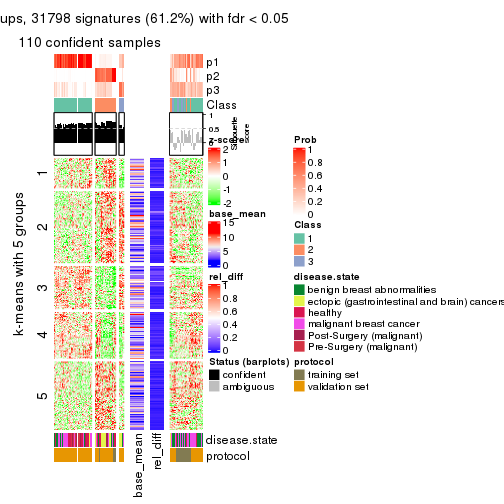 ups, 31798 signatures (61.2%) with fdr < 0.05
110 confident samples
p1
p2
p3
Class
1
0.5
0
Silhouette
score
k-means with 5 groups
1
2
3
4
5
base_mean
rel_diff
disease.state
protocol
z-score
2
1
0
-1
-2
base_mean
15
10
5
0
rel_diff
1
0.8
0.6
0.4
0.2
0
Status (barplots)
confident
ambiguous
Prob
1
0.8
0.6
0.4
0.2
0
Class
1
2
3
disease.state
benign breast abnormalities
ectopic (gastrointestinal and brain) cancers
healthy
malignant breast cancer
Post-Surgery (malignant)
Pre-Surgery (malignant)
protocol
training set
validation set